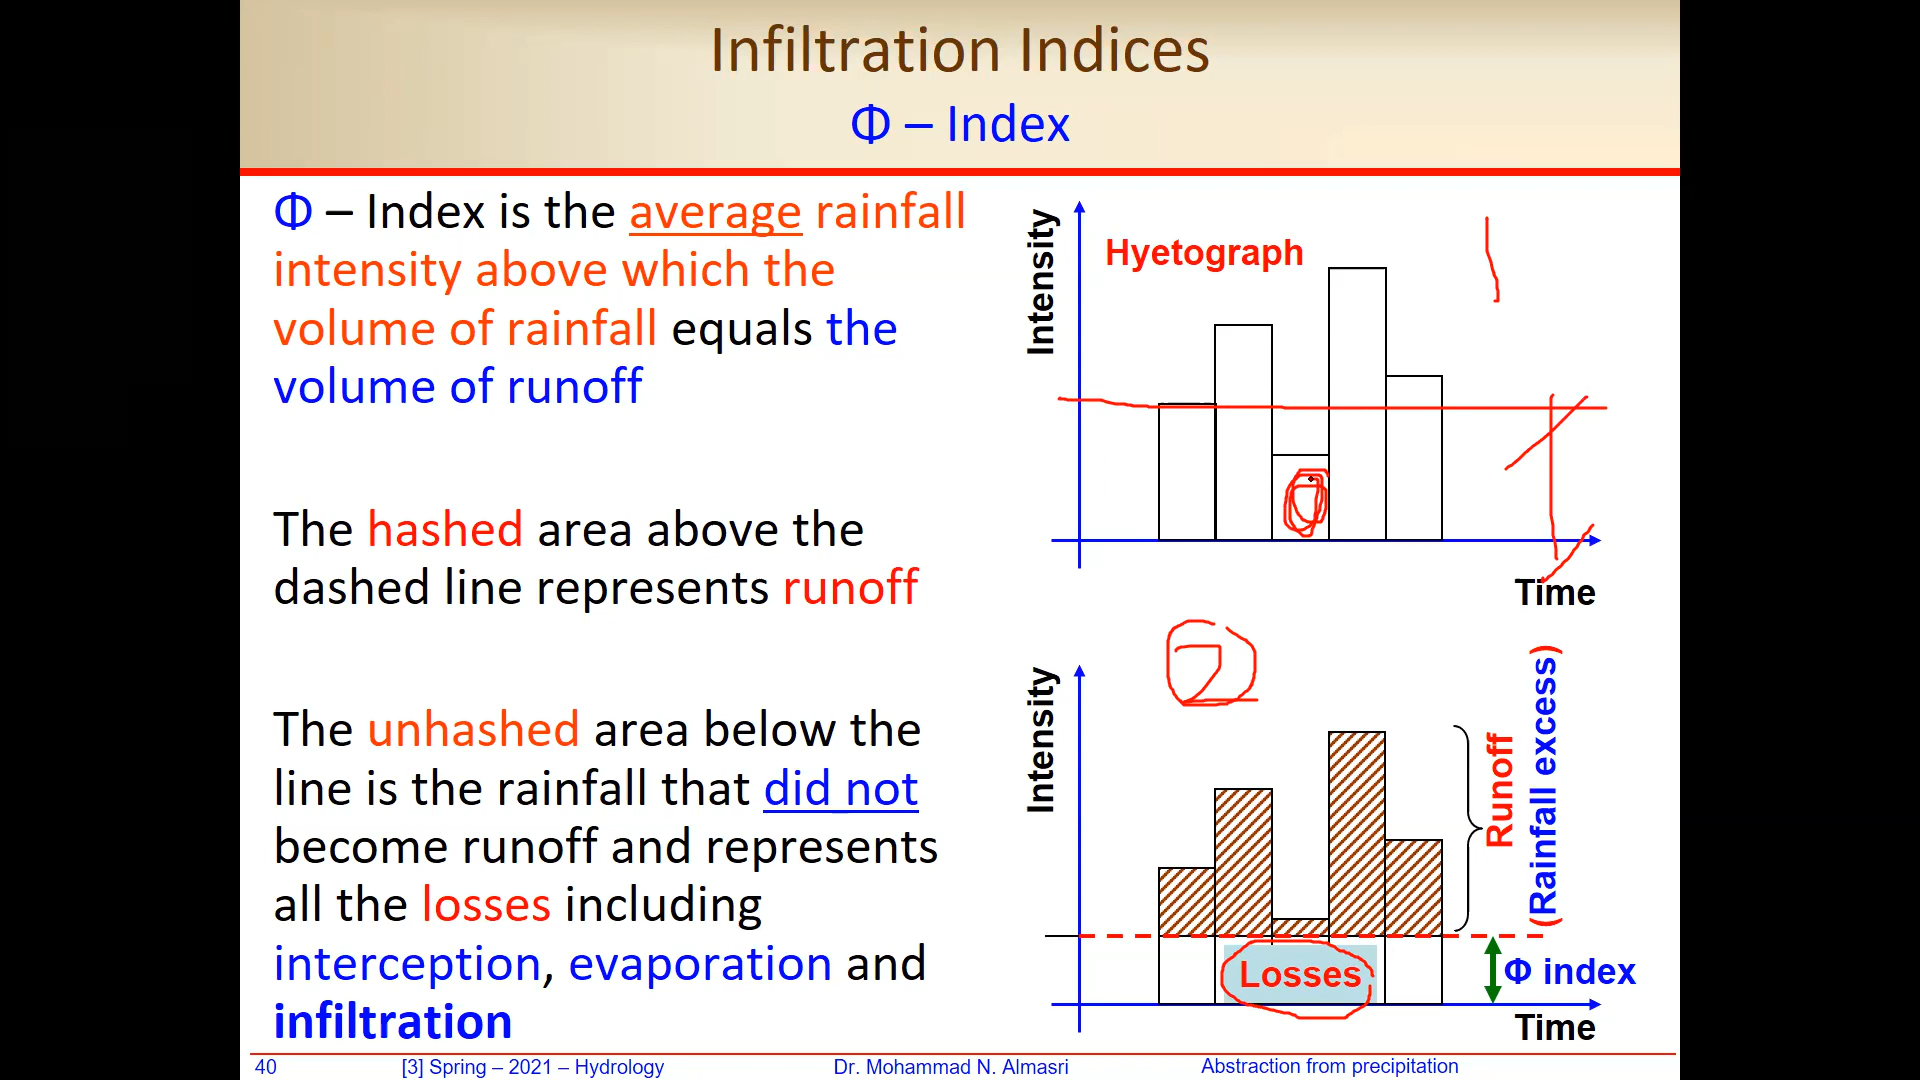 Infiltration Indices
Φ – Index
Φ – Index is the average rainfall
intensity above which the
volume of rainfall equals the
volume of runoff
The hashed area above the
dashed line represents runoff
The unhashed area below the
line is the rainfall that did not
become runoff and represents
all the losses including
interception, evaporation and
infiltration
Intensity
Hyetograph
Time
2
Intensity
Runoff
(Rainfall excess)
Losses
Φ index
Time
40 [3] Spring – 2021 – Hydrology Dr. Mohammad N. Almasri Abstraction from precipitation